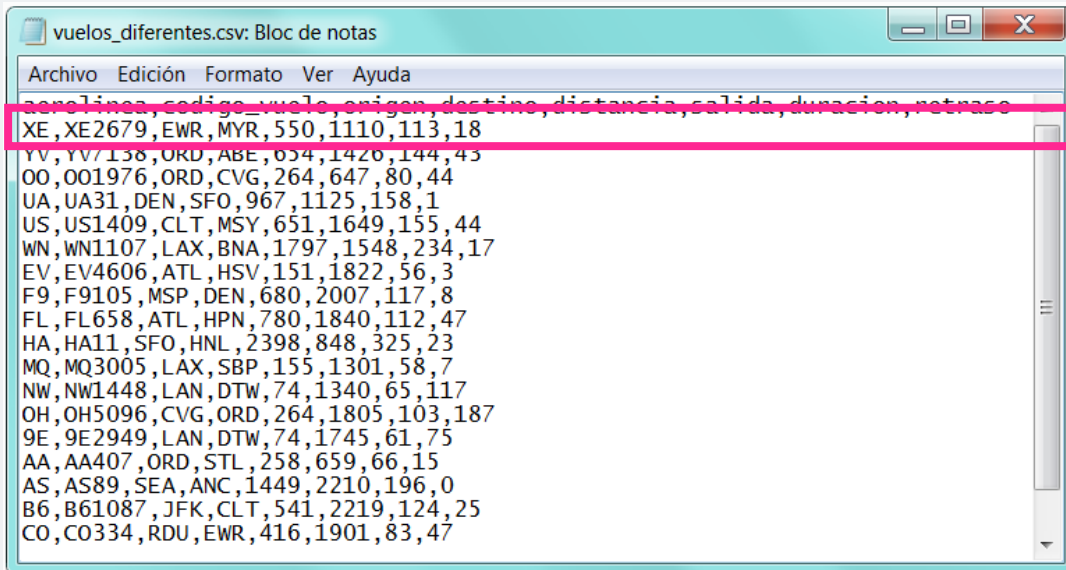 vuelos_diferentes.csv: Bloc de notas
Archivo Edición Formato Ver Ayuda
aerolinea,codigo_vuelo,origen,destino,distancia,salida,duracion,retraso
XE,XE2679,EWR,MYR,550,1110,113,18
YV,YV7138,ORD,ABE,654,1426,144,43
OO,OO1976,ORD,CVG,264,647,80,44
UA,UA31,DEN,SFO,967,1125,158,1
US,US1409,CLT,MSY,651,1649,155,44
WN,WN1107,LAX,BNA,1797,1548,234,17
EV,EV4606,ATL,HSV,151,1822,56,3
F9,F9105,MSP,DEN,680,2007,117,8
FL,FL658,ATL,HPN,780,1840,112,47
HA,HA11,SFO,HNL,2398,848,325,23
MQ,MQ3005,LAX,SBP,155,1301,58,7
NW,NW1448,LAN,DTW,74,1340,65,117
OH,OH5096,CVG,ORD,264,1805,103,187
9E,9E2949,LAN,DTW,74,1745,61,75
AA,AA407,ORD,STL,258,659,66,15
AS,AS89,SEA,ANC,1449,2210,196,0
B6,B61087,JFK,CLT,541,2219,124,25
CO,CO334,RDU,EWR,416,1901,83,47